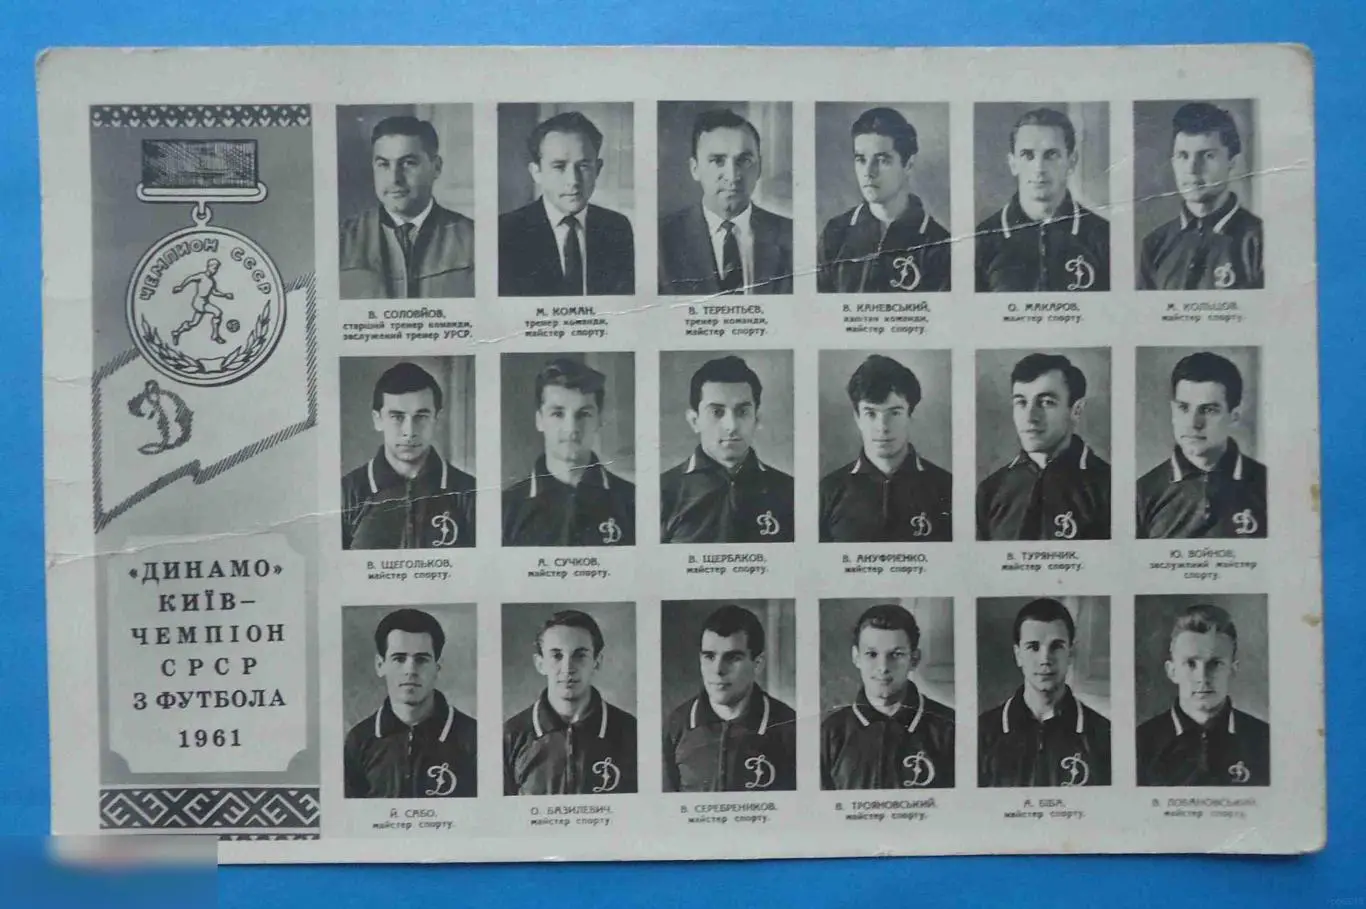 ЧЕМПИОН СССР
«ДИНАМО»
КИЇВ–
ЧЕМПІОН
СРСР
З ФУТБОЛА
1961
В. СОЛОВЙОВ,
старший тренер команди,
заслужений тренер УРСР.
М. КОМАН,
тренер команди,
майстер спорту.
В. ТЕРЕНТЬЄВ,
тренер команди,
майстер спорту.
В. КАНЕВСЬКИЙ,
капітан команди,
майстер спорту.
О. МАКАРОВ,
майстер спорту.
М. КОЛЬЦОВ,
майстер спорту.
Д
Д
Д
В. ЩЕГОЛЬКОВ,
майстер спорту.
А. СУЧКОВ,
майстер спорту.
В. ЩЕРБАКОВ,
майстер спорту.
В. АНУФРІЄНКО,
майстер спорту.
В. ТУРЯНЧИК,
майстер спорту.
Ю. ВОЙНОВ,
заслужений майстер
спорту.
Д
Д
Д
Д
Д
Д
Й. САБО,
майстер спорту.
О. БАЗИЛЕВИЧ,
майстер спорту.
В. СЕРЕБРЕНИКОВ,
майстер спорту.
В. ТРОЯНОВСЬКИЙ,
майстер спорту.
А. БІБА,
майстер спорту.
В. ЛОБАНОВСЬКИЙ,
майстер спорту.
Д
Д
Д
Д
Д
Д